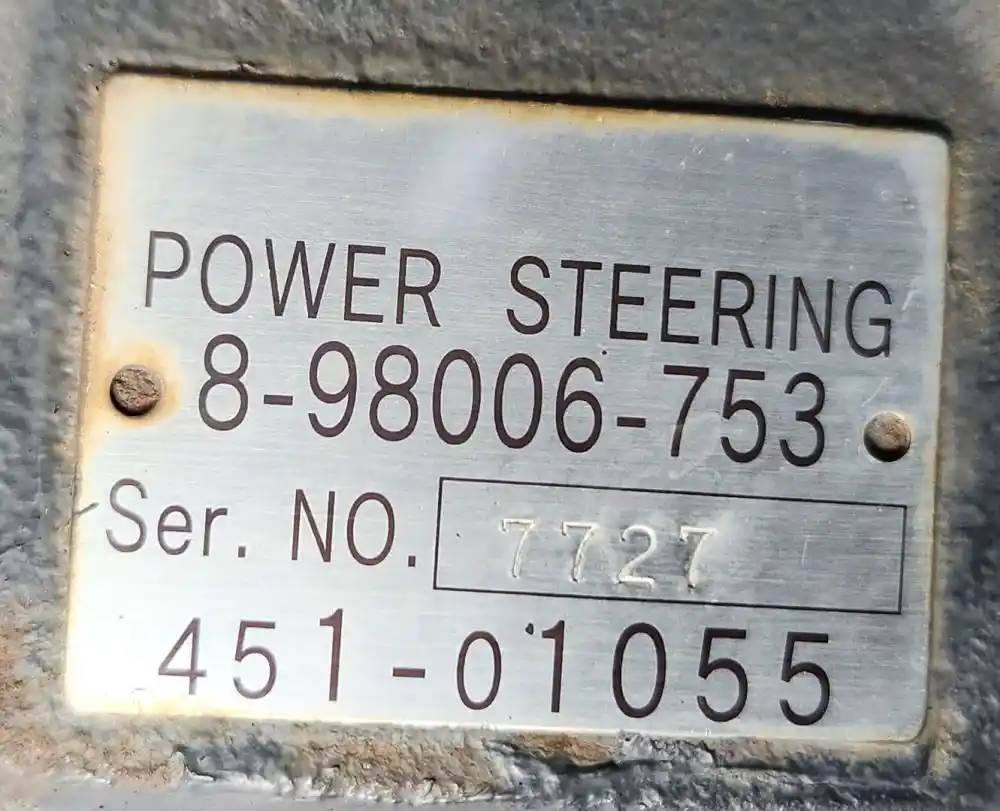 POWER STEERING
8-98006-753
Ser. NO. 7727
451-01055